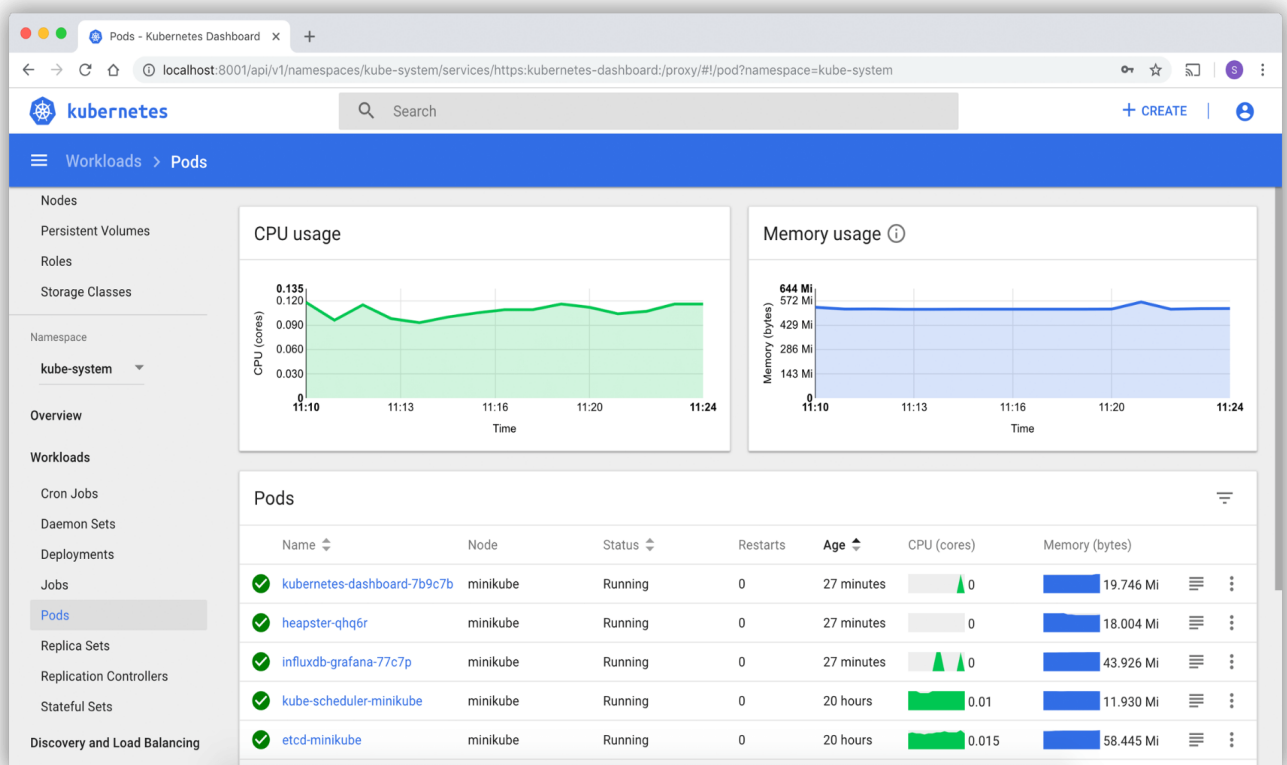 Pods - Kubernetes Dashboard
localhost:8001/api/v1/namespaces/kube-system/services/https:kubernetes-dashboard:/proxy/#!/pod?namespace=kube-system
S
kubernetes
Search
+ CREATE
Workloads > Pods
Nodes
Persistent Volumes
Roles
Storage Classes
Namespace
kube-system
Overview
Workloads
Cron Jobs
Daemon Sets
Deployments
Jobs
Pods
Replica Sets
Replication Controllers
Stateful Sets
Discovery and Load Balancing
CPU usage
CPU (cores)
0.135
0.120
0.090
0.060
0.030
0
11:10 11:13 11:16 11:20 11:24
Time
Memory usage
Memory (bytes)
644 Mi
572 Mi
429 Mi
286 Mi
143 Mi
0
11:10 11:13 11:16 11:20 11:24
Time
Pods
Name Node Status Restarts Age CPU (cores) Memory (bytes)
kubernetes-dashboard-7b9c7b minikube Running 0 27 minutes 0 19.746 Mi
heapster-qhq6r minikube Running 0 27 minutes 0 18.004 Mi
influxdb-grafana-77c7p minikube Running 0 27 minutes 0 43.926 Mi
kube-scheduler-minikube minikube Running 0 20 hours 0.01 11.930 Mi
etcd-minikube minikube Running 0 20 hours 0.015 58.445 Mi